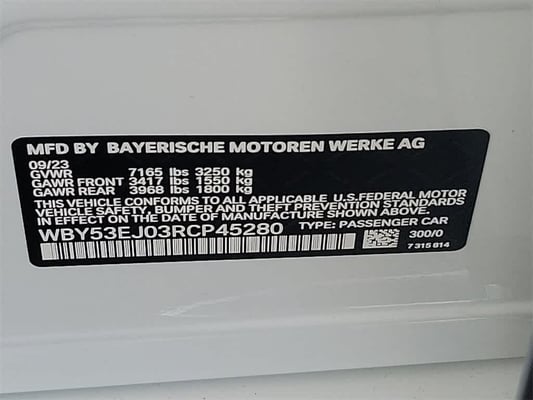 MFD BY BAYERISCHE MOTOREN WERKE AG
09/23
GVWR 7165 lbs 3250 kg
GAWR FRONT 3417 lbs 1550 kg
GAWR REAR 3968 lbs 1800 kg
THIS VEHICLE CONFORMS TO ALL APPLICABLE U.S. FEDERAL MOTOR
VEHICLE SAFETY, BUMPER AND THEFT PREVENTION STANDARDS
IN EFFECT ON THE DATE OF MANUFACTURE SHOWN ABOVE.
WBY53EJ03RCP45280 TYPE: PASSENGER CAR
300/0
7 315 814